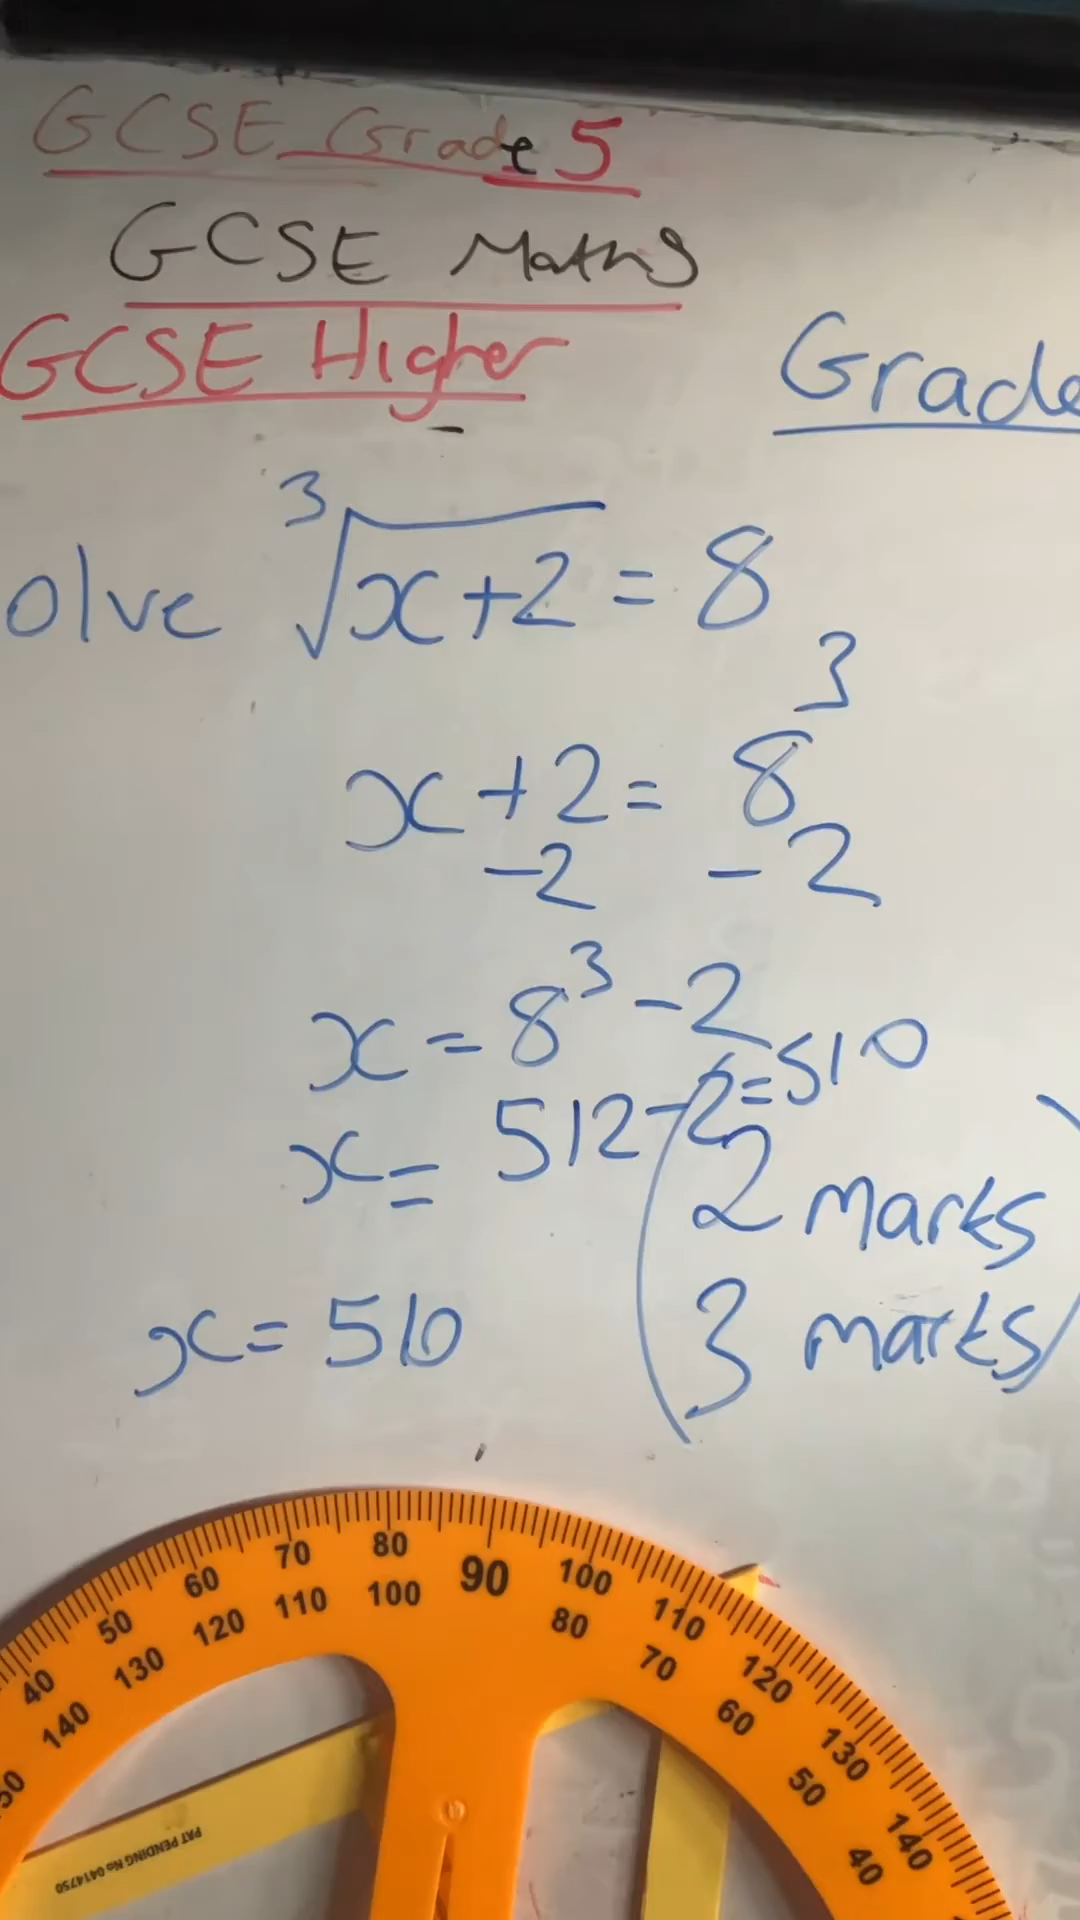 GCSE Grade 5
GCSE Maths
GCSE Higher
Grade
olve ³√x+2 = 8
x+2 = 8³
-2 -2
x = 8³ - 2
x = 512-2=510
2 marks
3 marks
x = 510
40 50 60 70 80 90 100 110 120 130 140
50 140 130 120 110 100 80 70 60 50 40
PAT PENDING No 0414750